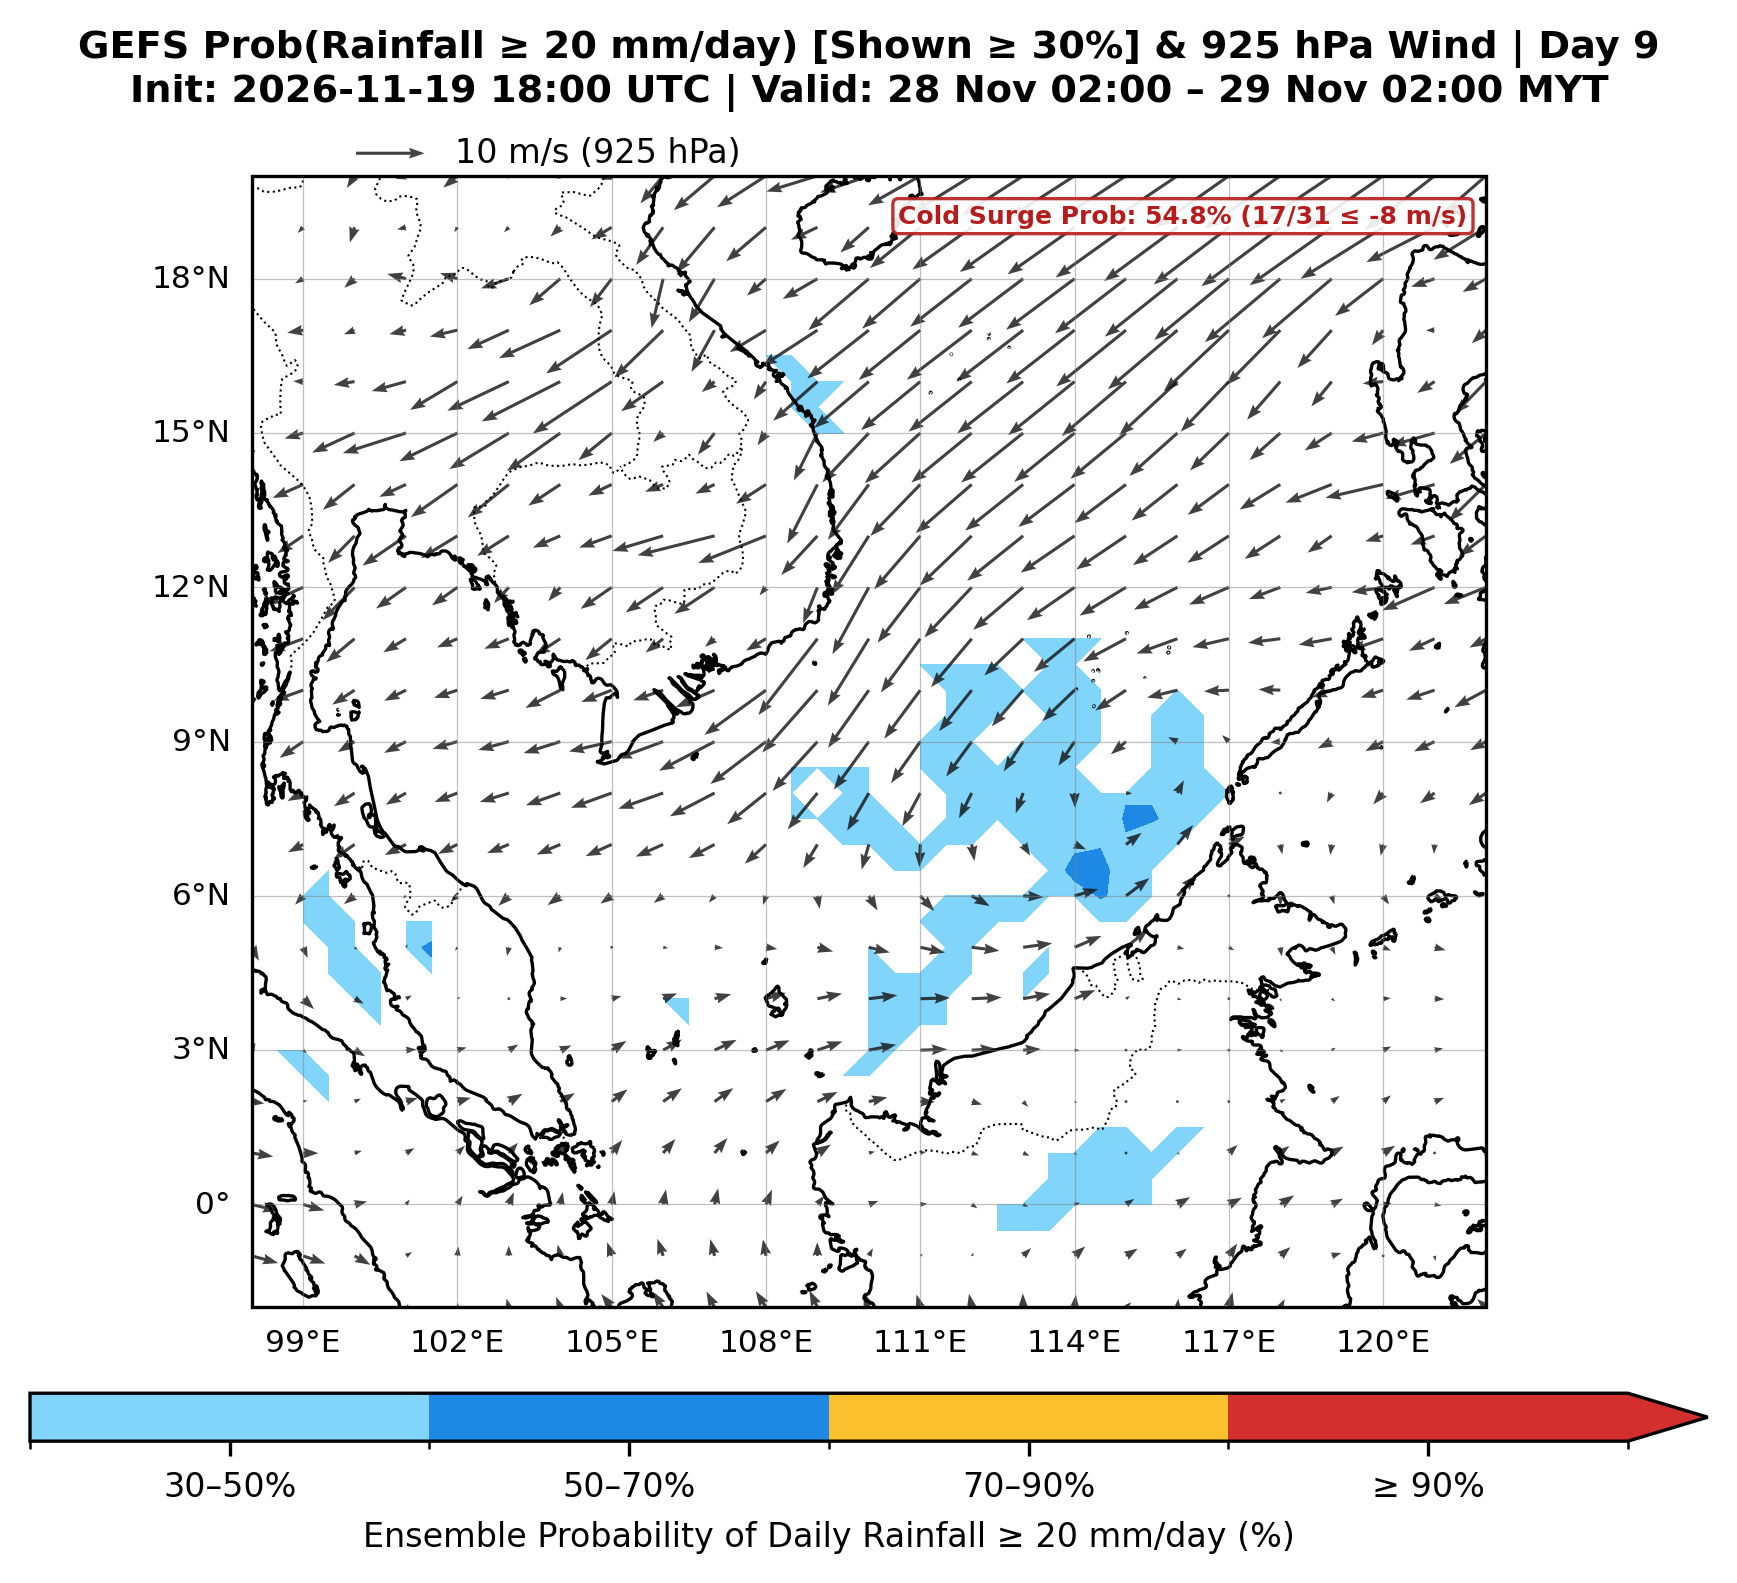 GEFS Prob(Rainfall ≥ 20 mm/day) [Shown ≥ 30%] & 925 hPa Wind | Day 9
Init: 2026-11-19 18:00 UTC | Valid: 28 Nov 02:00 – 29 Nov 02:00 MYT
10 m/s (925 hPa)
Cold Surge Prob: 54.8% (17/31 ≤ -8 m/s)
18°N
15°N
12°N
9°N
6°N
3°N
0°
99°E 102°E 105°E 108°E 111°E 114°E 117°E 120°E
30–50% 50–70% 70–90% ≥ 90%
Ensemble Probability of Daily Rainfall ≥ 20 mm/day (%)